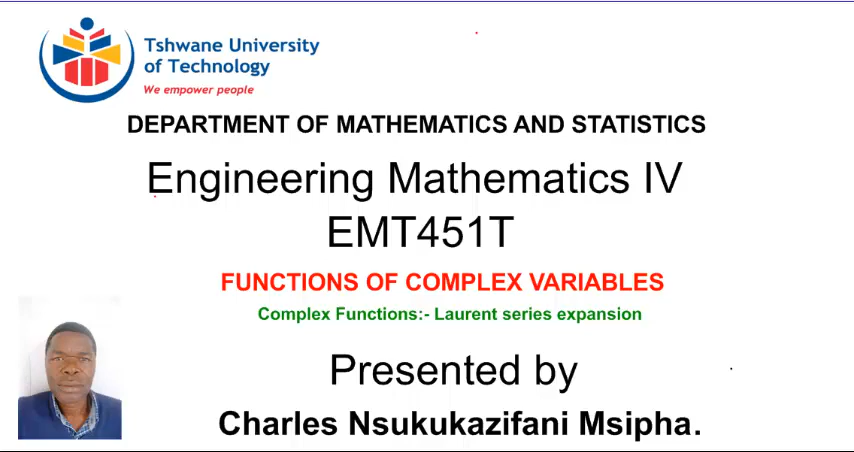 Tshwane University
of Technology
We empower people
DEPARTMENT OF MATHEMATICS AND STATISTICS
Engineering Mathematics IV
EMT451T
FUNCTIONS OF COMPLEX VARIABLES
Complex Functions:- Laurent series expansion
Presented by
Charles Nsukukazifani Msipha.